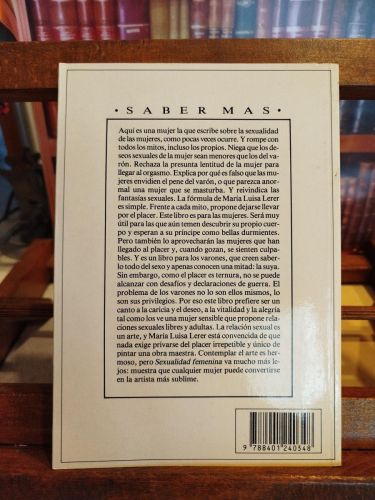 · SABER MAS ·
Aquí es una mujer la que escribe sobre la sexualidad
de las mujeres, como pocas veces ocurre. Y rompe con
todos los mitos, incluso los propios. Niega que los de-
seos sexuales de la mujer sean menores que los del va-
rón. Rechaza la presunta lentitud de la mujer para
llegar al orgasmo. Explica por qué es falso que las mu-
jeres envidien el pene del varón, o que parezca anor-
mal una mujer que se masturba. Y reivindica las
fantasías sexuales. La fórmula de María Luisa Lerer
es simple. Frente a cada mito, propone dejarse llevar
por el placer. Este libro es para las mujeres. Será muy
útil para las que aún temen descubrir su propio cuer-
po y esperan a su príncipe como bellas durmientes.
Pero también lo aprovecharán las mujeres que han
llegado al placer y, cuando gozan, se sienten culpa-
bles. Y es un libro para los varones, que creen saber-
lo todo del sexo y apenas conocen una mitad: la suya.
Sin embargo, como el placer es ternura, no se puede
alcanzar con desafíos y declaraciones de guerra. El
problema de los varones no lo son ellos mismos, lo
son sus privilegios. Por eso este libro prefiere ser un
canto a la caricia y el deseo, a la vitalidad y la alegría
tal como los ve una mujer sensible que propone rela-
ciones sexuales libres y adultas. La relación sexual es
un arte, y María Luisa Lerer está convencida de que
nada exige privarse del placer irrepetible y único de
pintar una obra maestra. Contemplar el arte es her-
moso, pero Sexualidad femenina va mucho más le-
jos: muestra que cualquier mujer puede convertirse
en la artista más sublime.
9 788401 240348